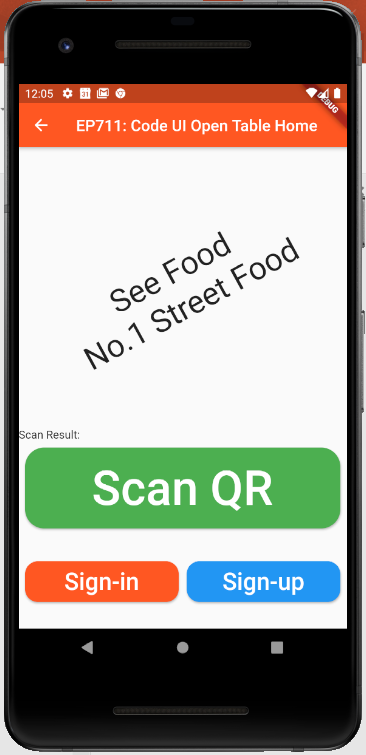 12:05
31
DEBUG
EP711: Code UI Open Table Home
See Food
No.1 Street Food
Scan Result:
Scan QR
Sign-in
Sign-up